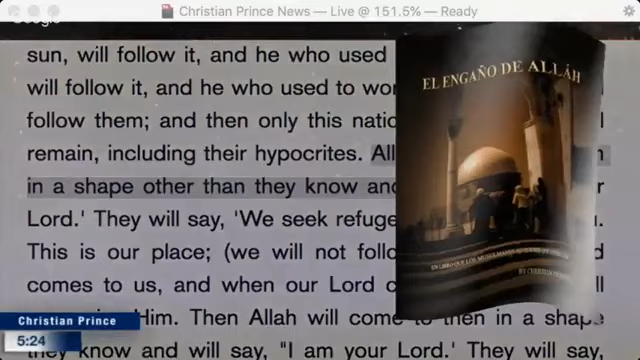 Christian Prince News — Live @ 151.5% — Ready
sun, will follow it, and he who used
will follow it, and he who used to wor
follow them; and then only this natio
remain, including their hypocrites. All
in a shape other than they know and
Lord.' They will say, 'We seek refuge
This is our place; (we will not follo
comes to us, and when our Lord c
Him. Then Allah will come to then in a shape
they know and will say, "I am your Lord.' They will say,
EL ENGAÑO DE ALLÁH
Christian Prince
5:24